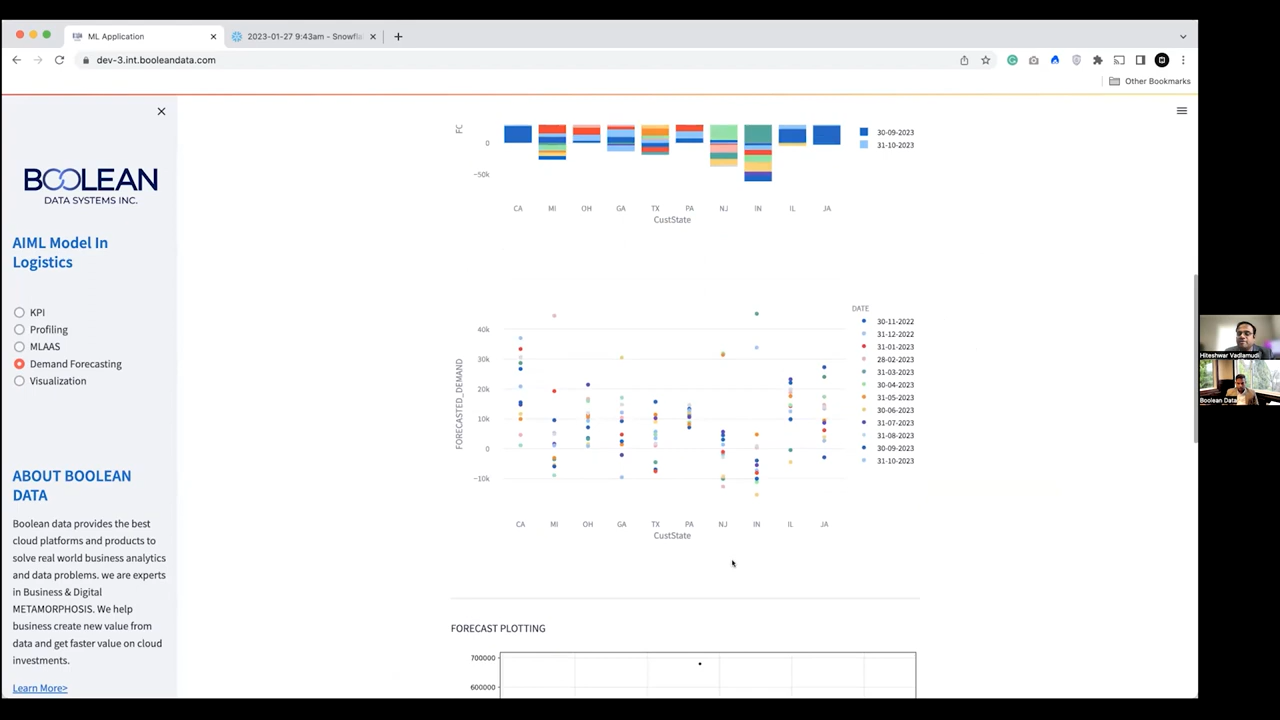 ML Application
2023-01-27 9:43am - Snowfla
dev-3.int.booleandata.com
Other Bookmarks
BOOLEAN
DATA SYSTEMS INC.
AIML Model In
Logistics
KPI
Profiling
MLAAS
Demand Forecasting
Visualization
ABOUT BOOLEAN
DATA
Boolean data provides the best
cloud platforms and products to
solve real world business analytics
and data problems. we are experts
in Business & Digital
METAMORPHOSIS. We help
business create new value from
data and get faster value on cloud
investments.
Learn More>
FC
0
−50k
CA MI OH GA TX PA NJ IN IL JA
CustState
30-09-2023
31-10-2023
FORECASTED_DEMAND
40k
30k
20k
10k
0
−10k
CA MI OH GA TX PA NJ IN IL JA
CustState
DATE
30-11-2022
31-12-2022
31-01-2023
28-02-2023
31-03-2023
30-04-2023
31-05-2023
30-06-2023
31-07-2023
31-08-2023
30-09-2023
31-10-2023
FORECAST PLOTTING
700000
600000
Hiteshwar Vadlamudi
Boolean Data